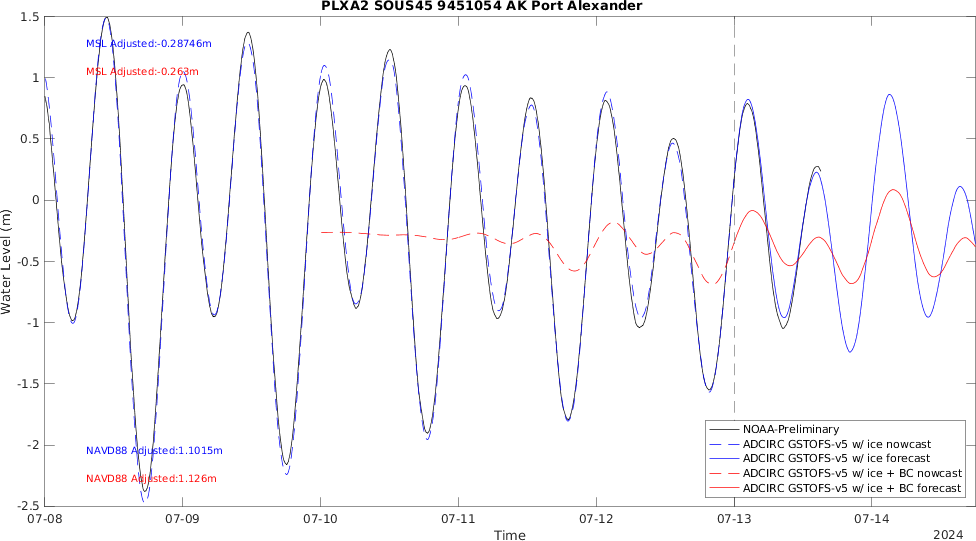 PLXA2 SOUS45 9451054 AK Port Alexander
Water Level (m)
1.5
1
0.5
0
-0.5
-1
-1.5
-2
-2.5
MSL Adjusted:-0.28746m
MSL Adjusted:-0.263m
NAVD88 Adjusted:1.1015m
NAVD88 Adjusted:1.126m
NOAA-Preliminary
ADCIRC GSTOFS-v5 w/ ice nowcast
ADCIRC GSTOFS-v5 w/ ice forecast
ADCIRC GSTOFS-v5 w/ ice + BC nowcast
ADCIRC GSTOFS-v5 w/ ice + BC forecast
07-08 07-09 07-10 07-11 07-12 07-13 07-14
Time
2024